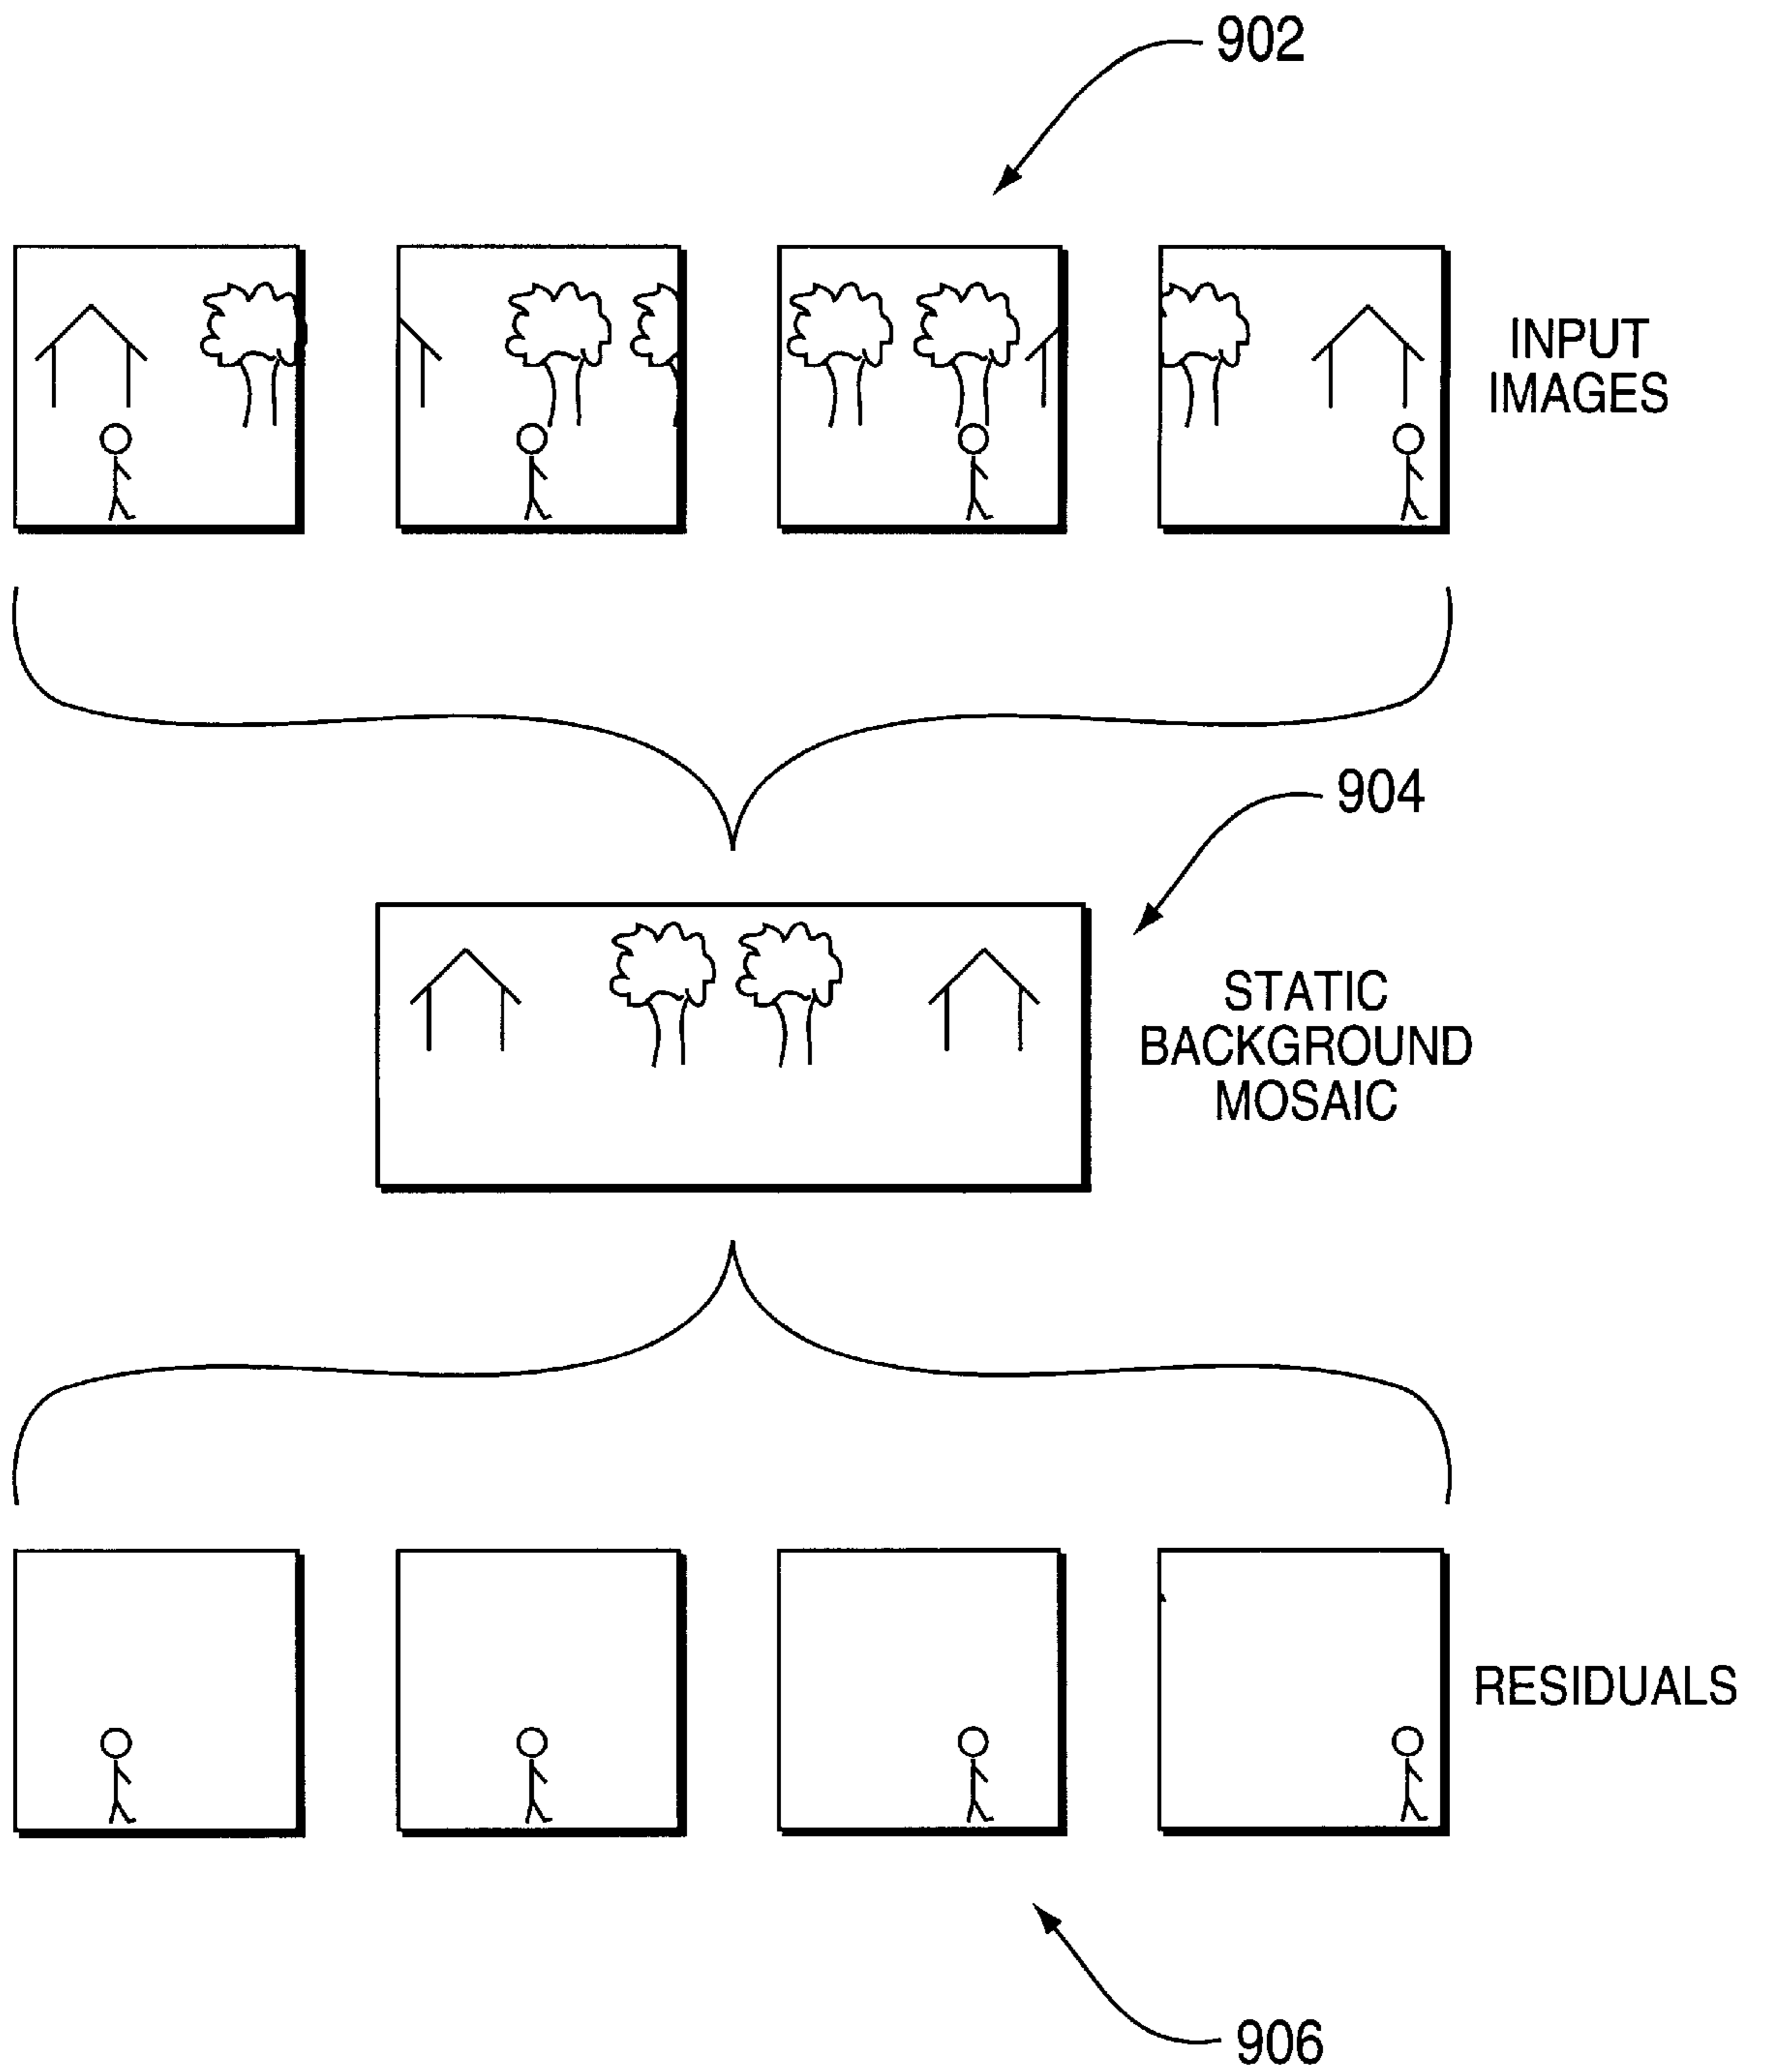 902
INPUT
IMAGES
904
STATIC
BACKGROUND
MOSAIC
RESIDUALS
906